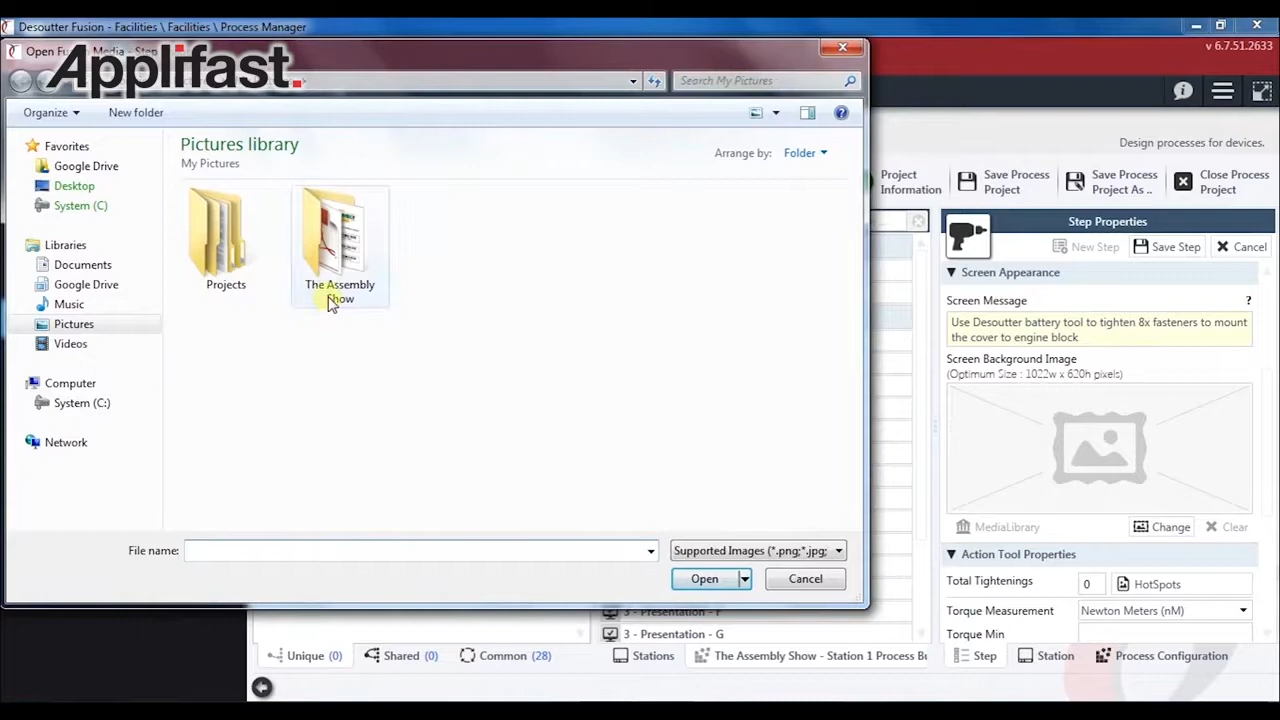 Desoutter Fusion - Facilities \ Facilities \ Process Manager
v 6.7.51.2633
Open Fusion Media - Step
Applifast.
Search My Pictures
Organize
New folder
Pictures library
My Pictures
Arrange by:
Folder
Favorites
Google Drive
Desktop
System (C)
Libraries
Documents
Google Drive
Music
Pictures
Videos
Computer
System (C:)
Network
Projects
The Assembly
Show
File name:
Supported Images (*.png;*.jpg;
Open
Cancel
Design processes for devices.
Project
Information
Save Process
Project
Save Process
Project As ..
Close Process
Project
Step Properties
New Step
Save Step
Cancel
Screen Appearance
Screen Message
?
Use Desoutter battery tool to tighten 8x fasteners to mount
the cover to engine block
Screen Background Image
(Optimum Size : 1022w x 620h pixels)
MediaLibrary
Change
Clear
Action Tool Properties
Total Tightenings
0
HotSpots
Torque Measurement
Newton Meters (nM)
Torque Min
3 - Presentation - F
3 - Presentation - G
Unique (0)
Shared (0)
Common (28)
Stations
The Assembly Show - Station 1 Process Bu
Step
Station
Process Configuration